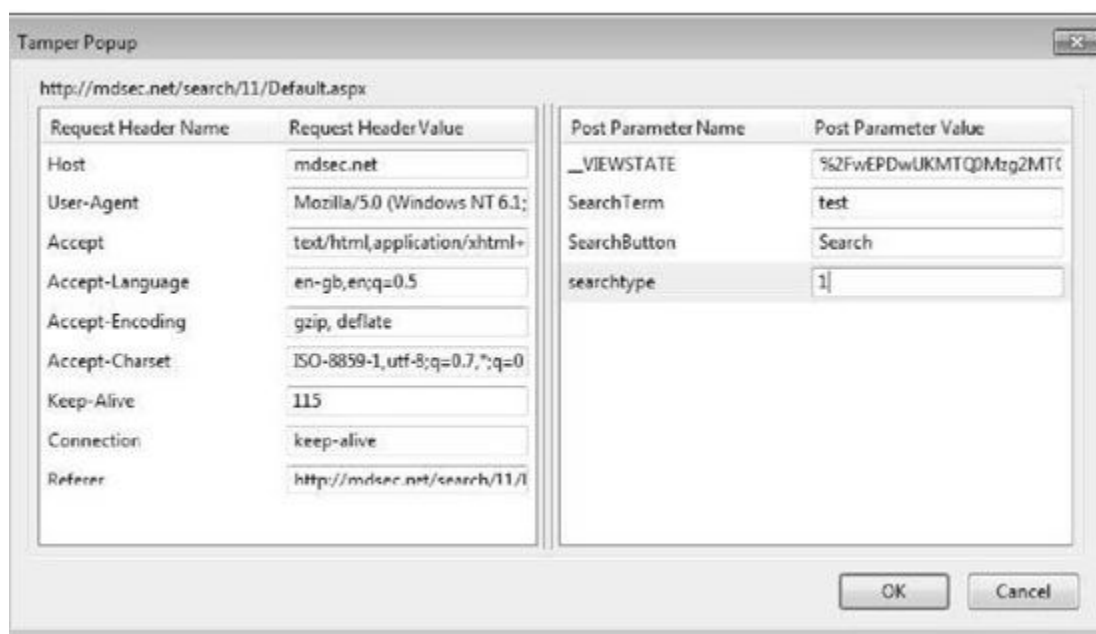 Tamper Popup
http://mdsec.net/search/11/Default.aspx
Request Header Name Request Header Value
Host mdsec.net
User-Agent Mozilla/5.0 (Windows NT 6.1;
Accept text/html,application/xhtml+
Accept-Language en-gb,en;q=0.5
Accept-Encoding gzip, deflate
Accept-Charset ISO-8859-1,utf-8;q=0.7,*;q=0
Keep-Alive 115
Connection keep-alive
Referer http://mdsec.net/search/11/
Post Parameter Name Post Parameter Value
__VIEWSTATE
SearchTerm test
SearchButton Search
searchtype 1
OK Cancel